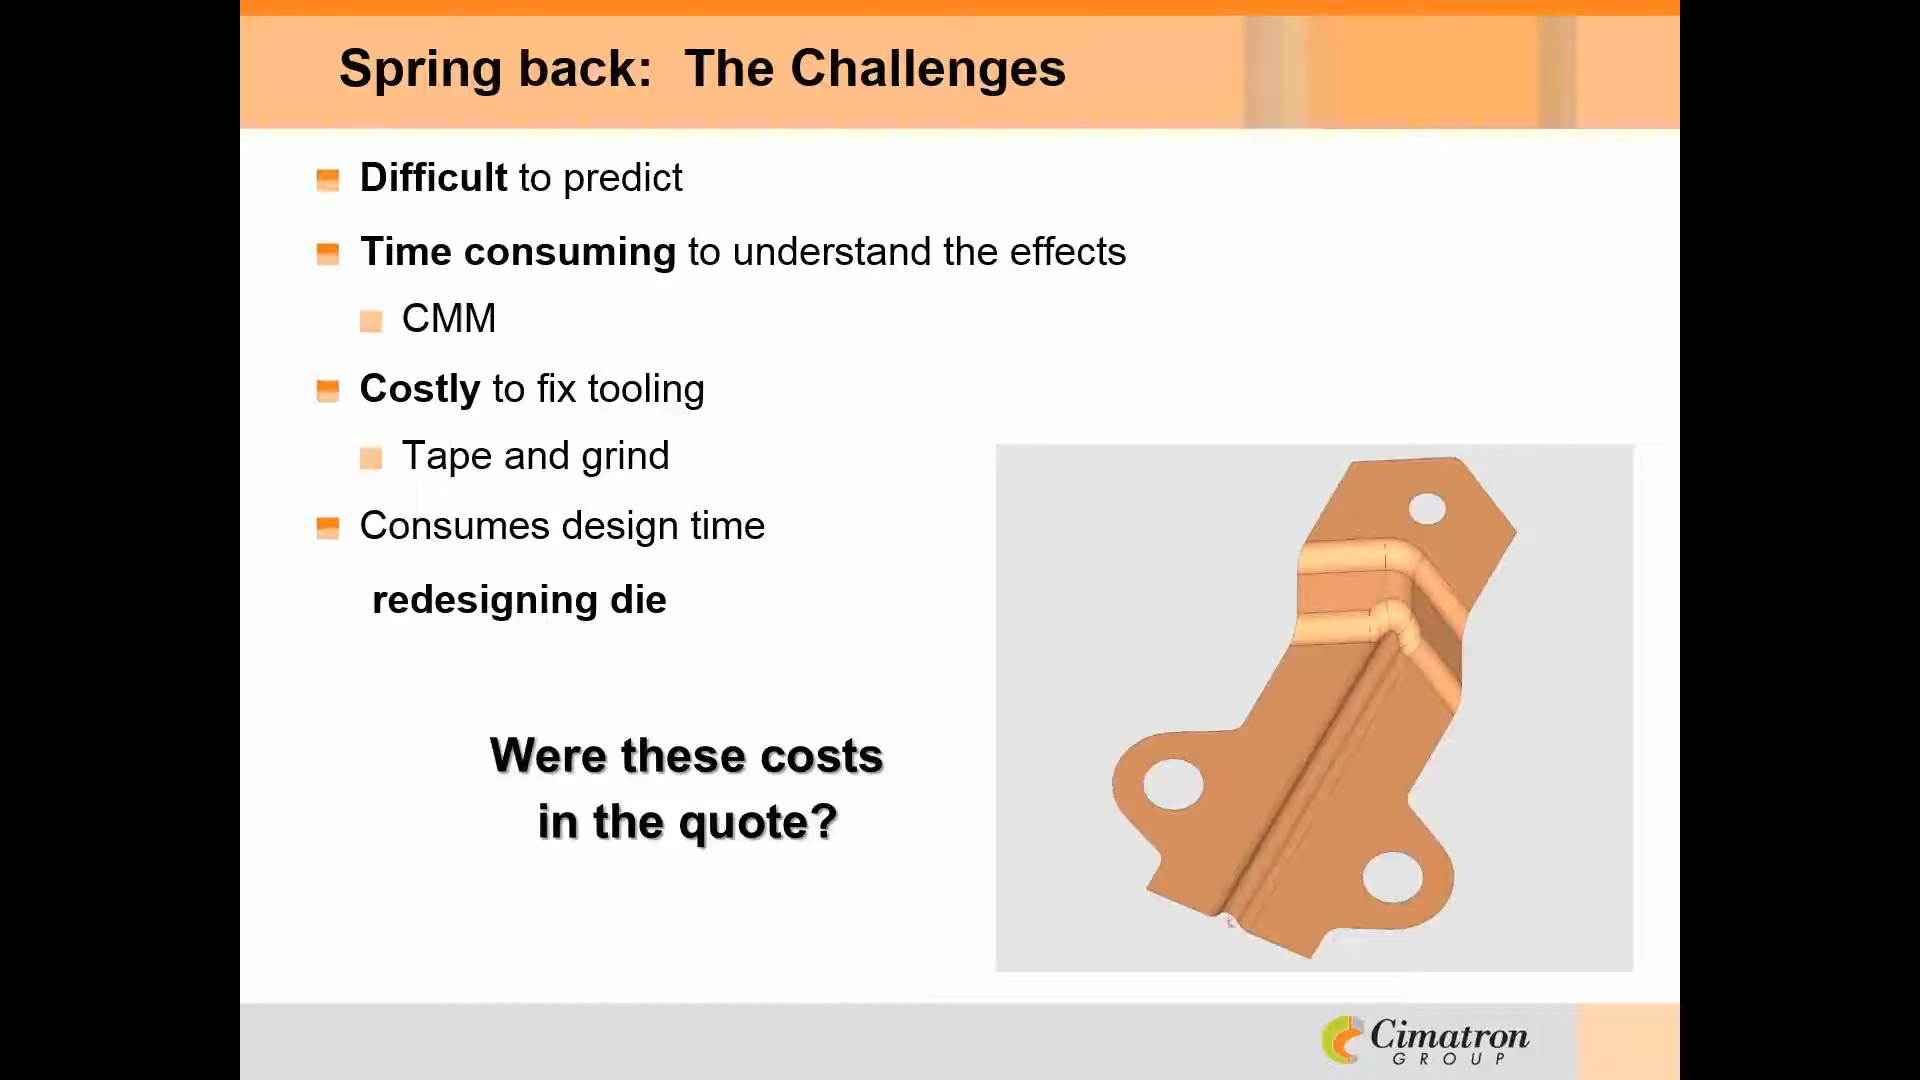 Spring back: The Challenges
Difficult to predict
Time consuming to understand the effects
CMM
Costly to fix tooling
Tape and grind
Consumes design time
redesigning die
Were these costs
in the quote?
Cimatron
GROUP